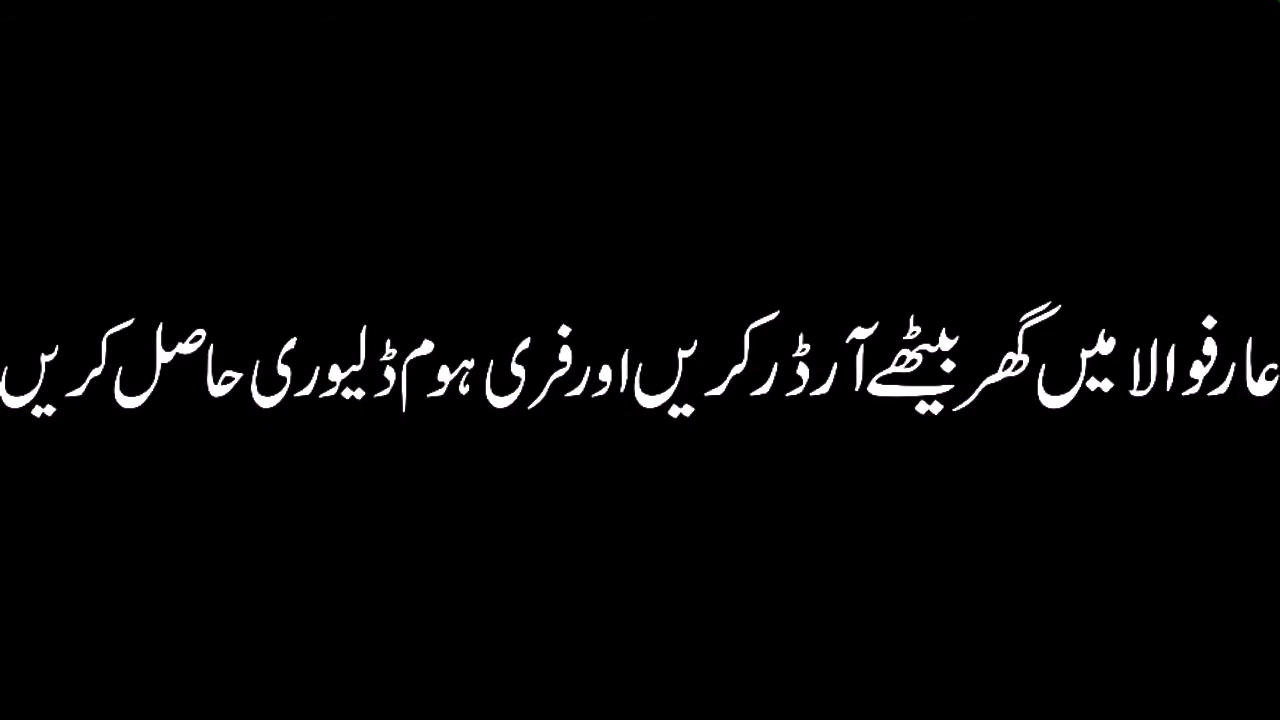 عارفوالا میں گھر بیٹھے آرڈر کریں اور فری ہوم ڈلیوری حاصل کریں